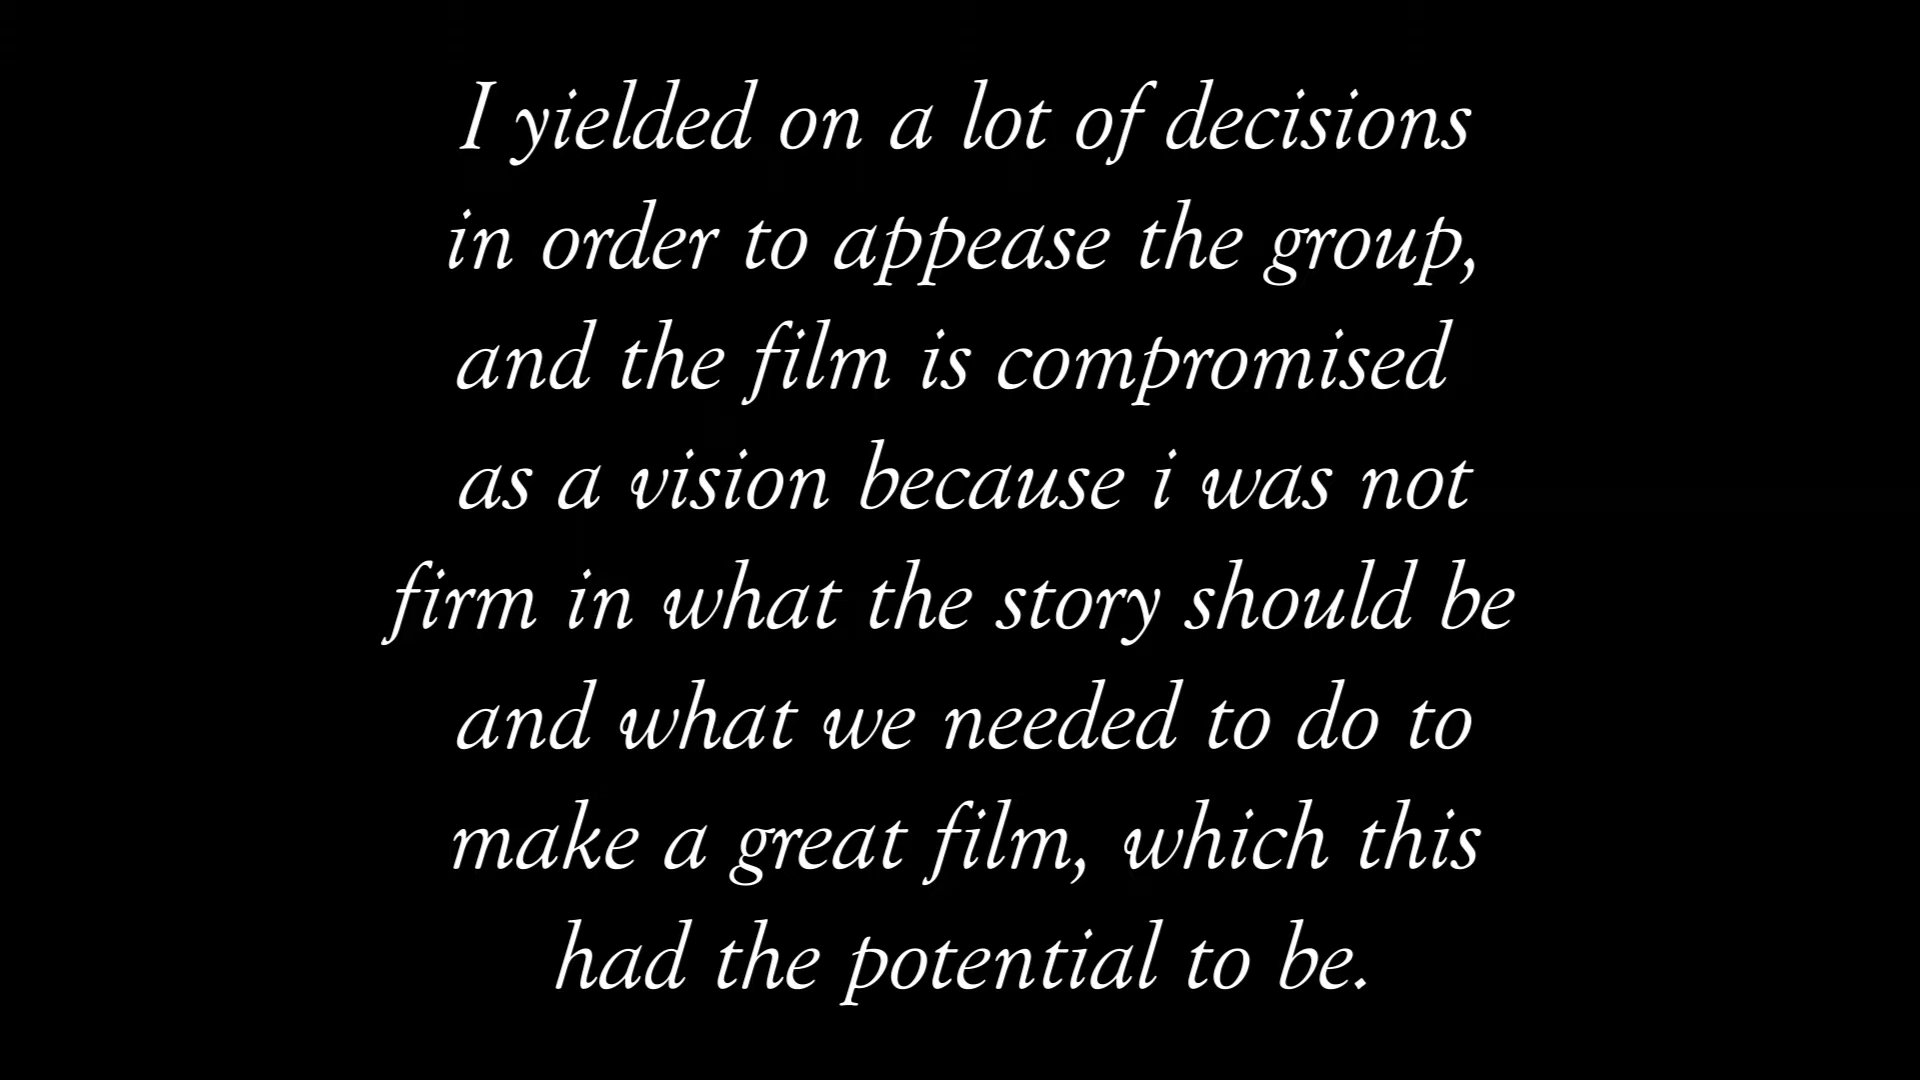 I yielded on a lot of decisions
in order to appease the group,
and the film is compromised
as a vision because i was not
firm in what the story should be
and what we needed to do to
make a great film, which this
had the potential to be.